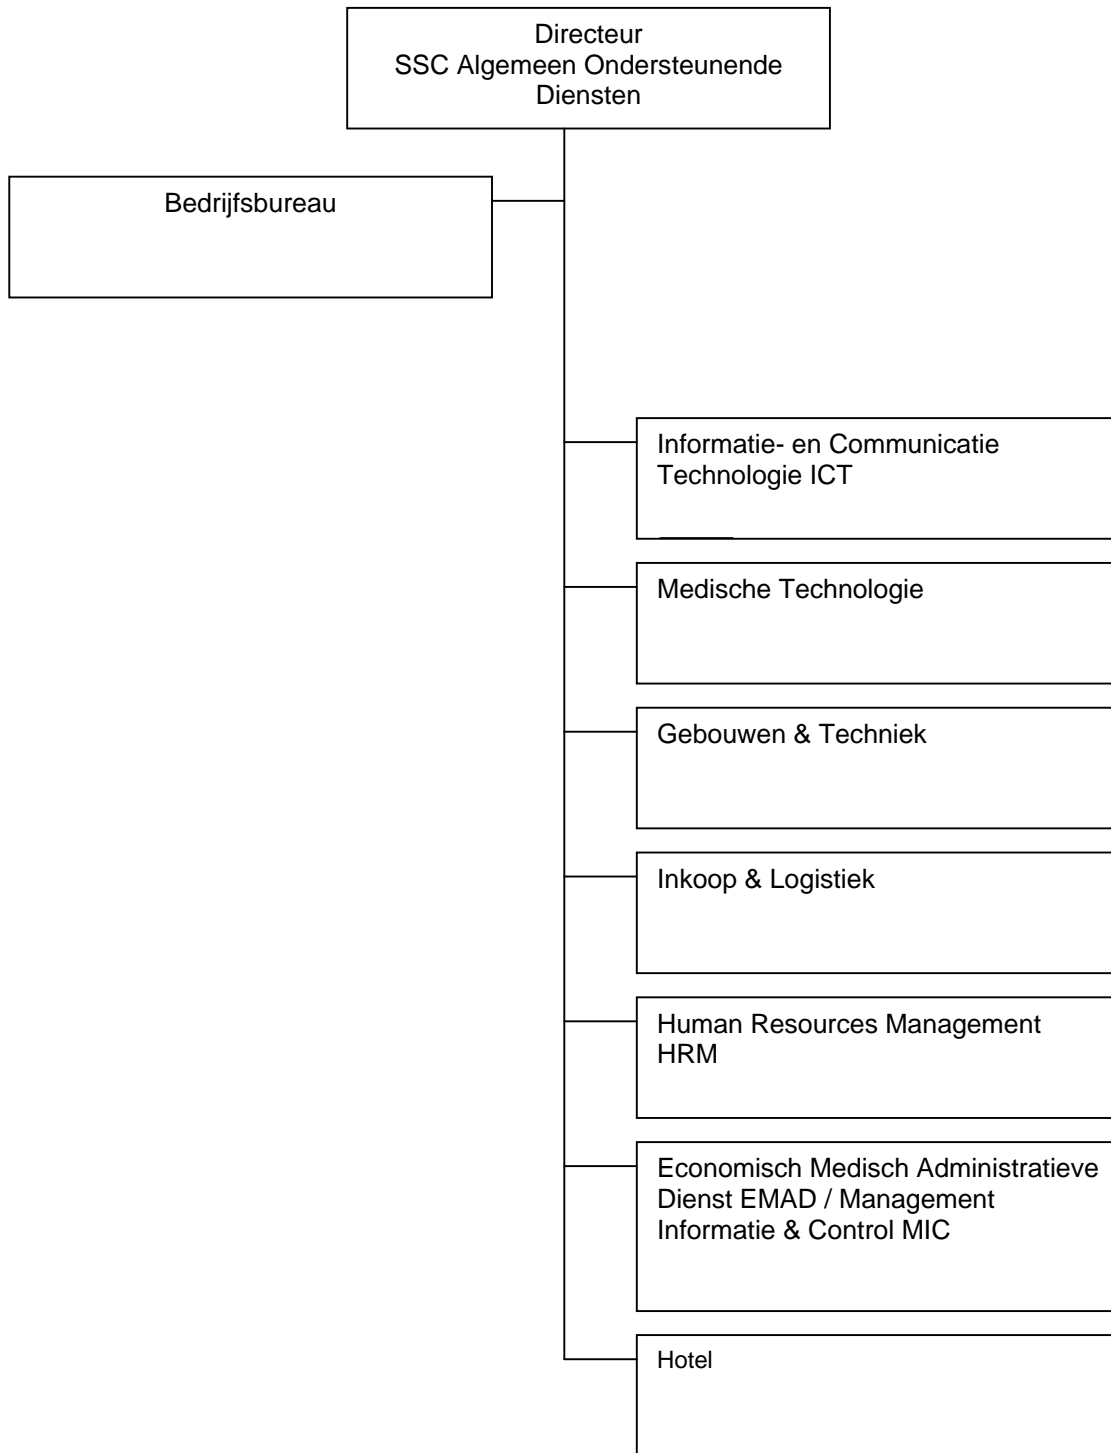 Directeur
SSC Algemeen Ondersteunende
Diensten
Bedrijfsbureau
Informatie- en Communicatie
Technologie ICT
Medische Technologie
Gebouwen & Techniek
Inkoop & Logistiek
Human Resources Management
HRM
Economisch Medisch Administratieve
Dienst EMAD / Management
Informatie & Control MIC
Hotel